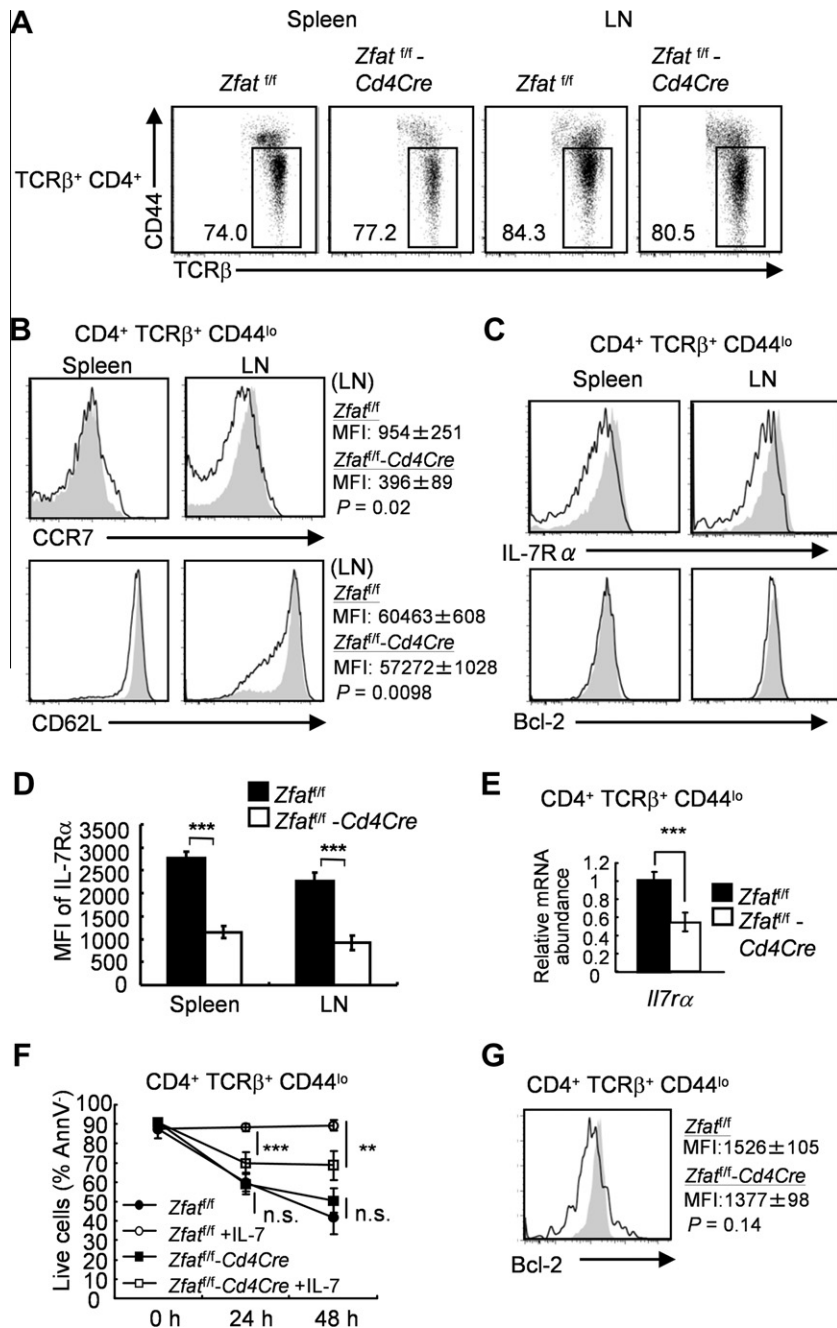 A
Spleen LN
Zfat f/f
Zfat f/f - Cd4Cre
Zfat f/f
Zfat f/f - Cd4Cre
TCRβ+ CD4+
CD44
74.0
77.2
84.3
80.5
TCRβ
B
CD4+ TCRβ+ CD44lo
Spleen LN
(LN)
Zfatf/f
MFI: 954±251
Zfatf/f-Cd4Cre
MFI: 396±89
P = 0.02
CCR7
(LN)
Zfatf/f
MFI: 60463±608
Zfatf/f-Cd4Cre
MFI: 57272±1028
P = 0.0098
CD62L
C
CD4+ TCRβ+ CD44lo
Spleen LN
IL-7Rα
Bcl-2
D
Zfatf/f
Zfatf/f -Cd4Cre
MFI of IL-7Rα
3500
3000
2500
2000
1500
1000
500
0
***
***
Spleen LN
E
CD4+ TCRβ+ CD44lo
***
Relative mRNA
abundance
1.2
1
0.8
0.6
0.4
0.2
0
Zfatf/f
Zfatf/f -
Cd4Cre
Il7rα
F
CD4+ TCRβ+ CD44lo
Live cells (% AnnV-)
100
90
80
70
60
50
40
30
20
10
0
***
**
n.s.
n.s.
Zfatf/f
Zfatf/f +IL-7
Zfatf/f-Cd4Cre
Zfatf/f-Cd4Cre +IL-7
0 h 24 h 48 h
G
CD4+ TCRβ+ CD44lo
Zfatf/f
MFI:1526±105
Zfatf/f-Cd4Cre
MFI:1377±98
P = 0.14
Bcl-2